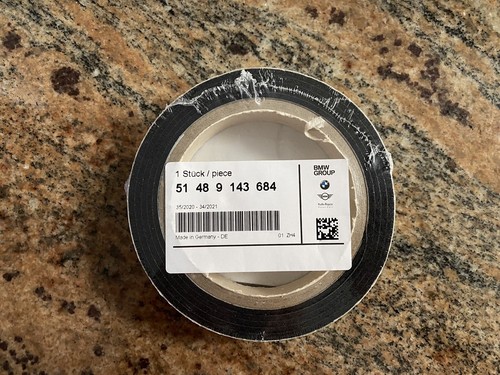 1 Stück / piece
51 48 9 143 684
35/2020 - 34/2021
Made in Germany - DE
01 ZH4
BMW
GROUP